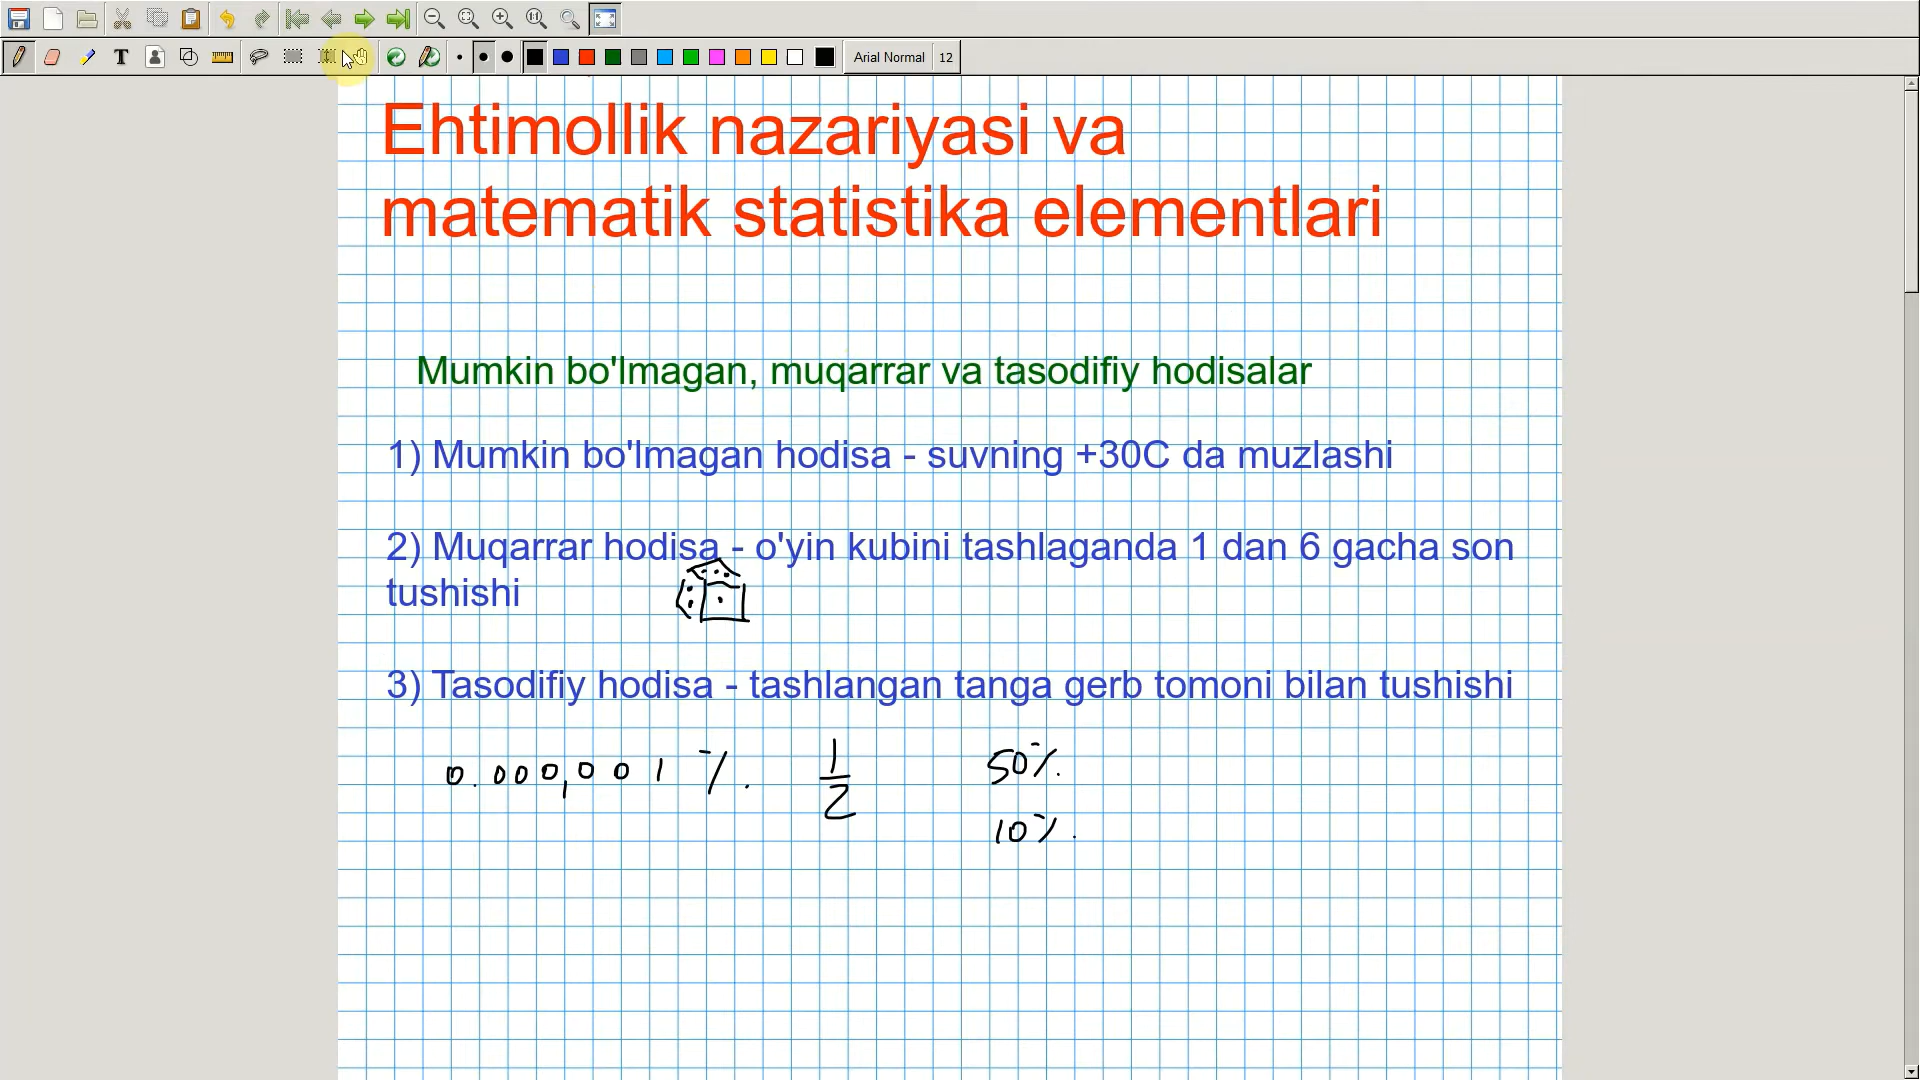 Arial Normal 12
Ehtimollik nazariyasi va
matematik statistika elementlari
Mumkin bo'lmagan, muqarrar va tasodifiy hodisalar
1) Mumkin bo'lmagan hodisa - suvning +30C da muzlashi
2) Muqarrar hodisa - o'yin kubini tashlaganda 1 dan 6 gacha son
tushishi
3) Tasodifiy hodisa - tashlangan tanga gerb tomoni bilan tushishi
0.000,001 % 1/2 50%
10%